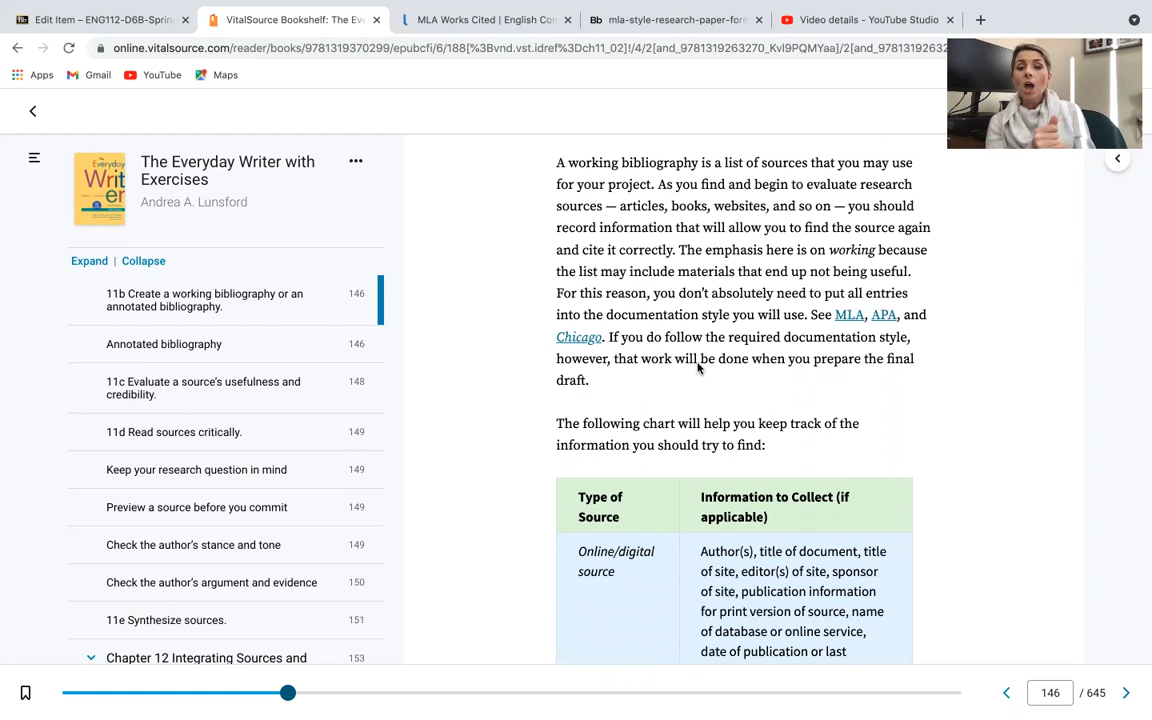 Edit Item – ENG112-D6B-Sprin
VitalSource Bookshelf: The Eve
MLA Works Cited | English Com
Bb mla-style-research-paper-form
Video details - YouTube Studio
online.vitalsource.com/reader/books/9781319370299/epubcfi/6/188[%3Bvnd.vst.idref%3Dch11_02]!/4/2[and_9781319263270_KvI9PQMYaa]/2[and_97813192632
Apps
Gmail
YouTube
Maps
The Everyday Writer with
Exercises
Andrea A. Lunsford
Expand | Collapse
11b Create a working bibliography or an 146
annotated bibliography.
Annotated bibliography 146
11c Evaluate a source's usefulness and 148
credibility.
11d Read sources critically. 149
Keep your research question in mind 149
Preview a source before you commit 149
Check the author's stance and tone 149
Check the author's argument and evidence 150
11e Synthesize sources. 151
Chapter 12 Integrating Sources and 153
A working bibliography is a list of sources that you may use
for your project. As you find and begin to evaluate research
sources — articles, books, websites, and so on — you should
record information that will allow you to find the source again
and cite it correctly. The emphasis here is on working because
the list may include materials that end up not being useful.
For this reason, you don't absolutely need to put all entries
into the documentation style you will use. See MLA, APA, and
Chicago. If you do follow the required documentation style,
however, that work will be done when you prepare the final
draft.
The following chart will help you keep track of the
information you should try to find:
Type of
Source
Information to Collect (if
applicable)
Online/digital
source
Author(s), title of document, title
of site, editor(s) of site, sponsor
of site, publication information
for print version of source, name
of database or online service,
date of publication or last
146 / 645